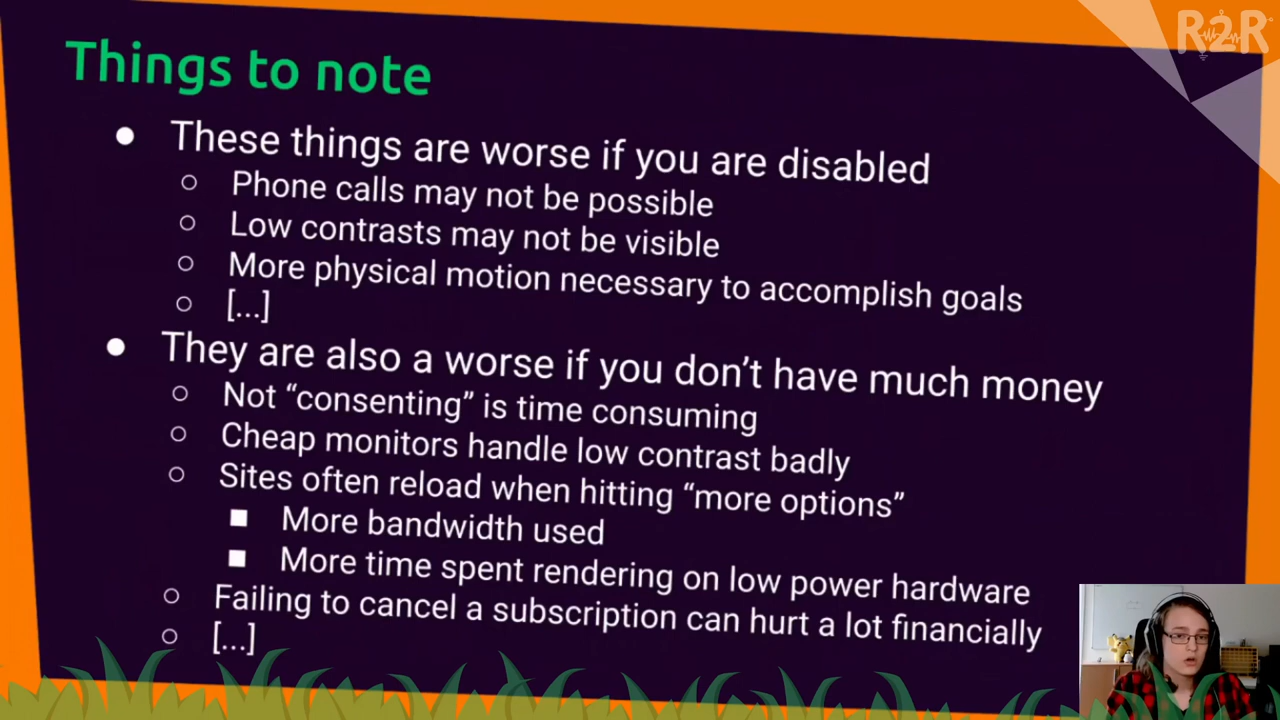 R2R
Things to note
These things are worse if you are disabled
Phone calls may not be possible
Low contrasts may not be visible
More physical motion necessary to accomplish goals
[...]
They are also a worse if you don't have much money
Not “consenting” is time consuming
Cheap monitors handle low contrast badly
Sites often reload when hitting “more options”
More bandwidth used
More time spent rendering on low power hardware
Failing to cancel a subscription can hurt a lot financially
[...]